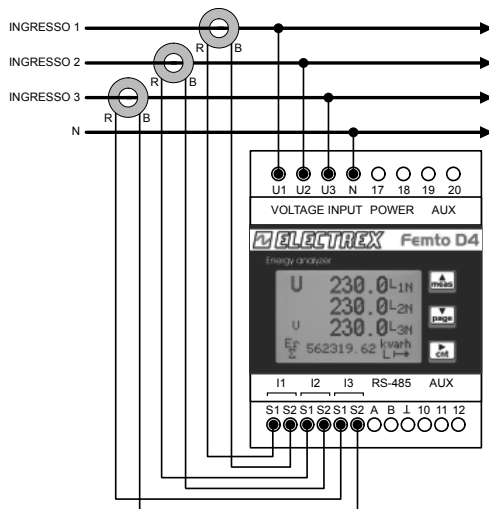 INGRESSO 1
R B
INGRESSO 2
R B
INGRESSO 3
R B
N
U1 U2 U3 N 17 18 19 20
VOLTAGE INPUT POWER AUX
ELECTREX Femto D4
Energy analyzer
U 230.0 L1N
meas
230.0 L2N
page
U 230.0 L3N
Er Σ 562319.62 kvarh L
cnt
I1 I2 I3 RS-485 AUX
S1 S2 S1 S2 S1 S2 A B ⊥ 10 11 12